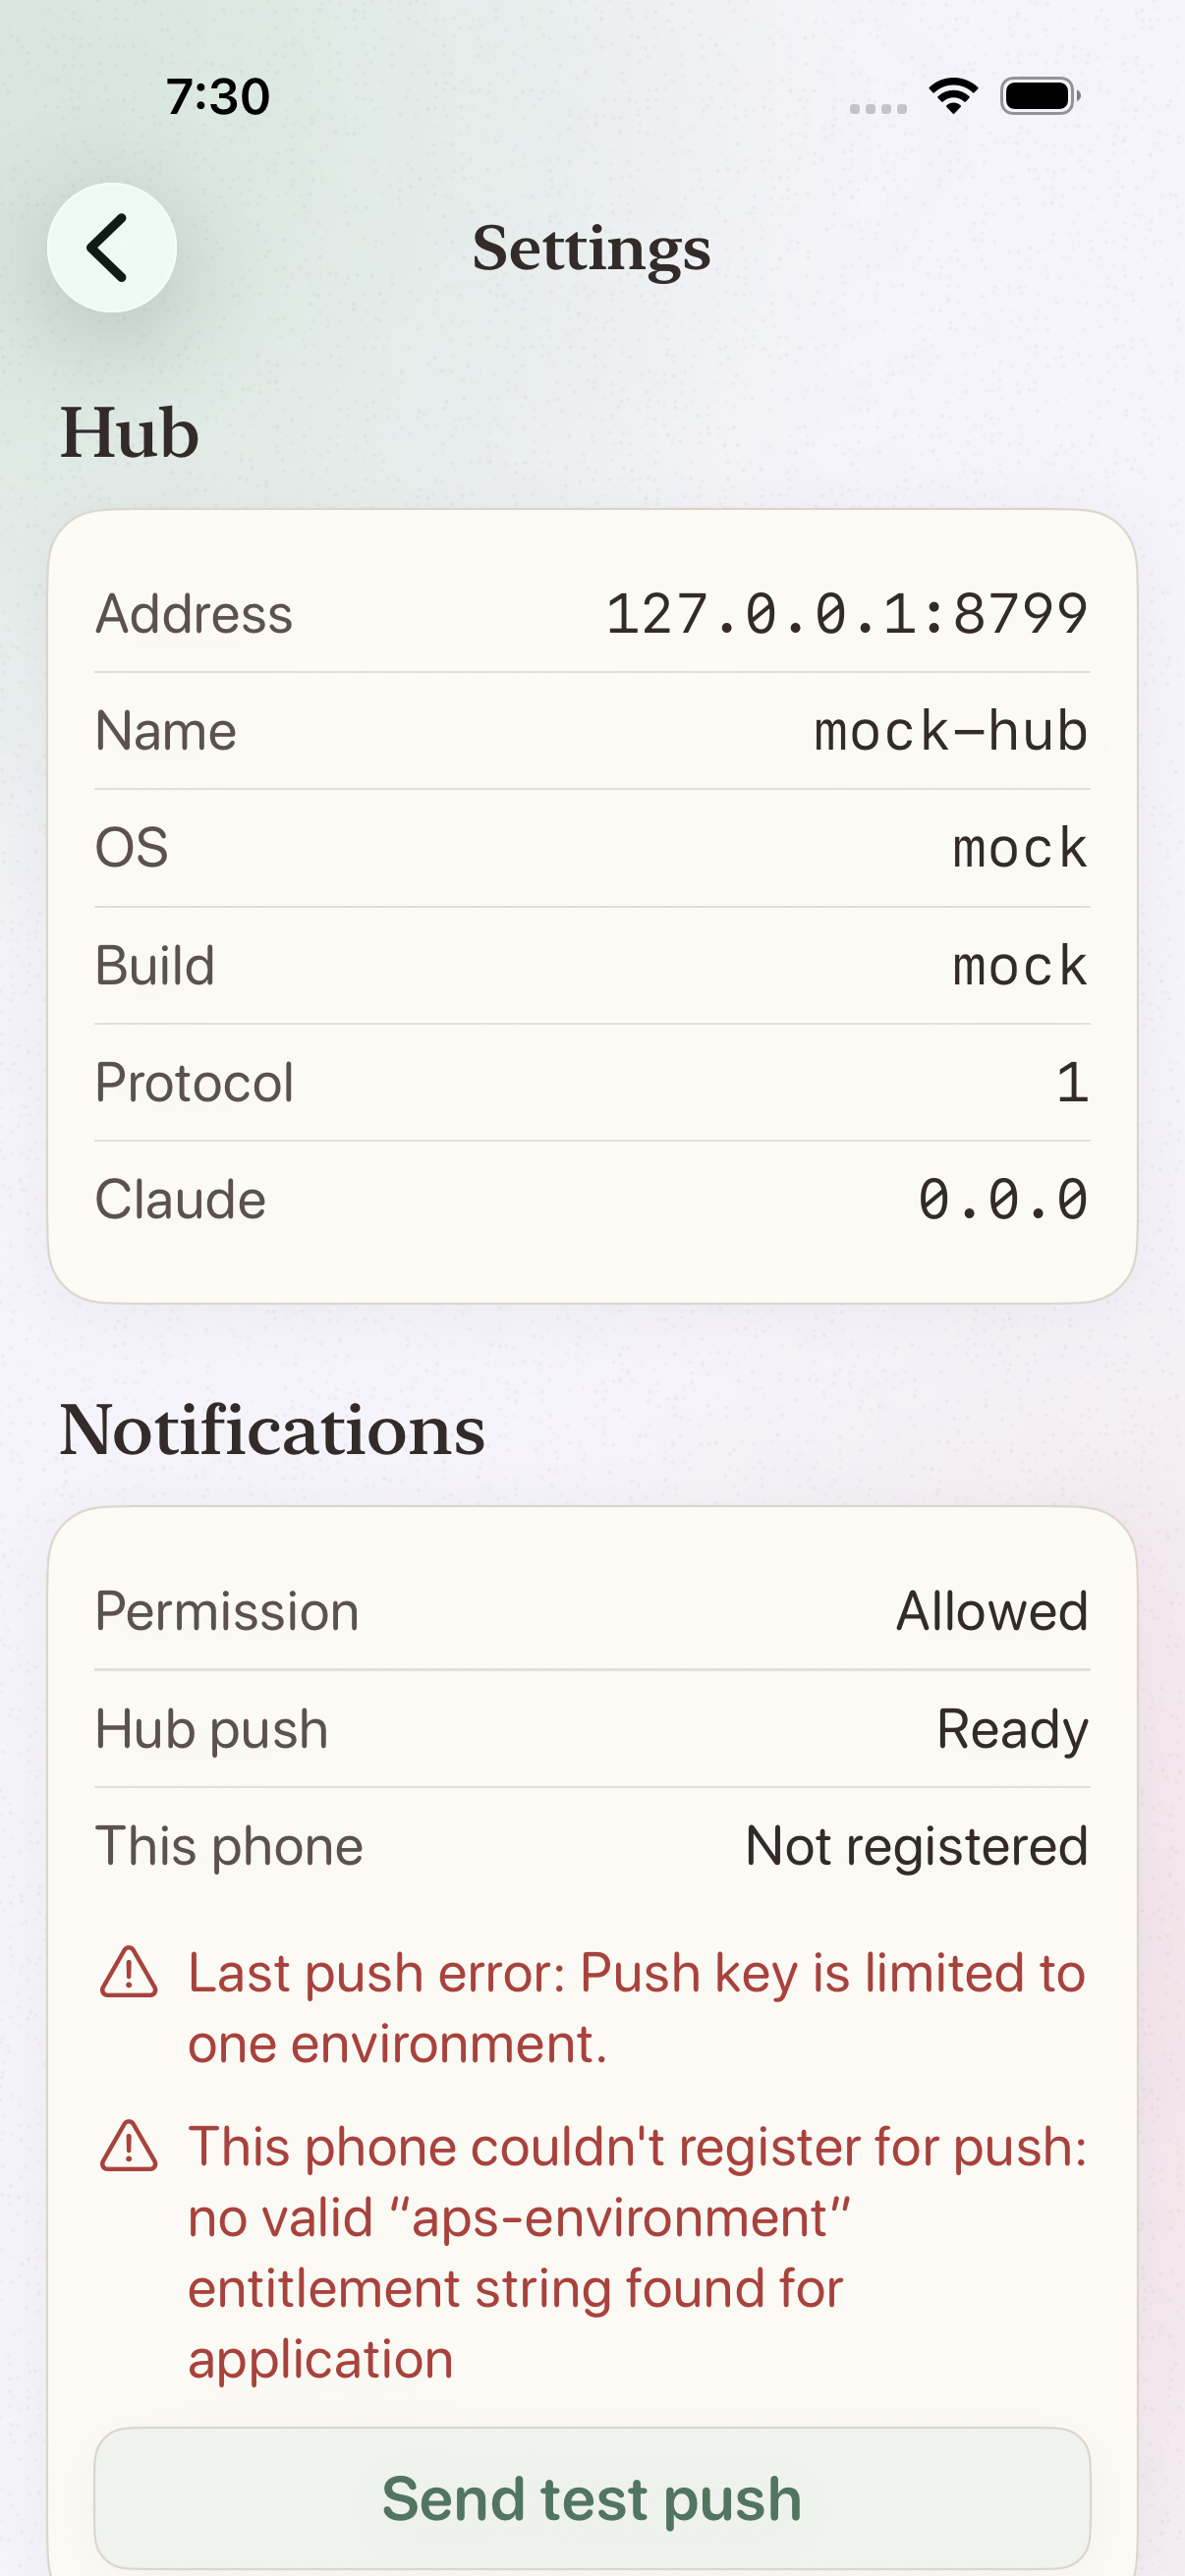 7:30
Settings
Hub
Address 127.0.0.1:8799
Name mock-hub
OS mock
Build mock
Protocol 1
Claude 0.0.0
Notifications
Permission Allowed
Hub push Ready
This phone Not registered
Last push error: Push key is limited to
one environment.
This phone couldn't register for push:
no valid “aps-environment”
entitlement string found for
application
Send test push